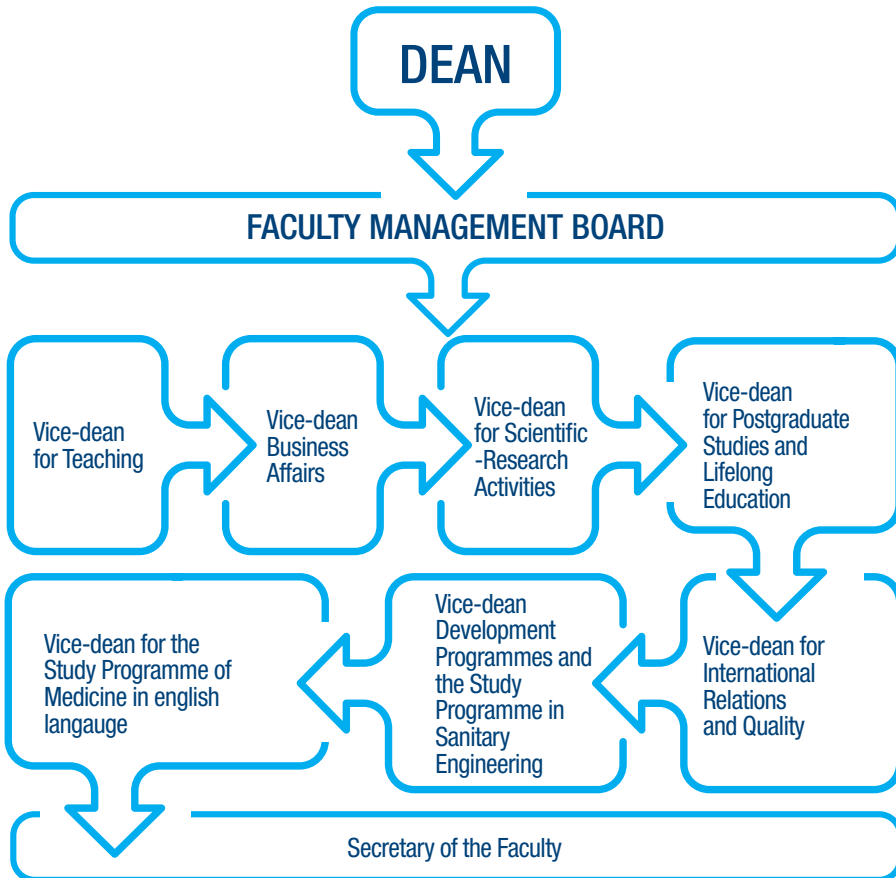 DEAN
FACULTY MANAGEMENT BOARD
Vice-dean
for Teaching
Vice-dean
Business
Affairs
Vice-dean
for Scientific
-Research
Activities
Vice-dean
for Postgraduate
Studies and
Lifelong
Education
Vice-dean for
International
Relations
and Quality
Vice-dean
Development
Programmes and
the Study
Programme in
Sanitary
Engineering
Vice-dean for the
Study Programme of
Medicine in english
langauge
Secretary of the Faculty